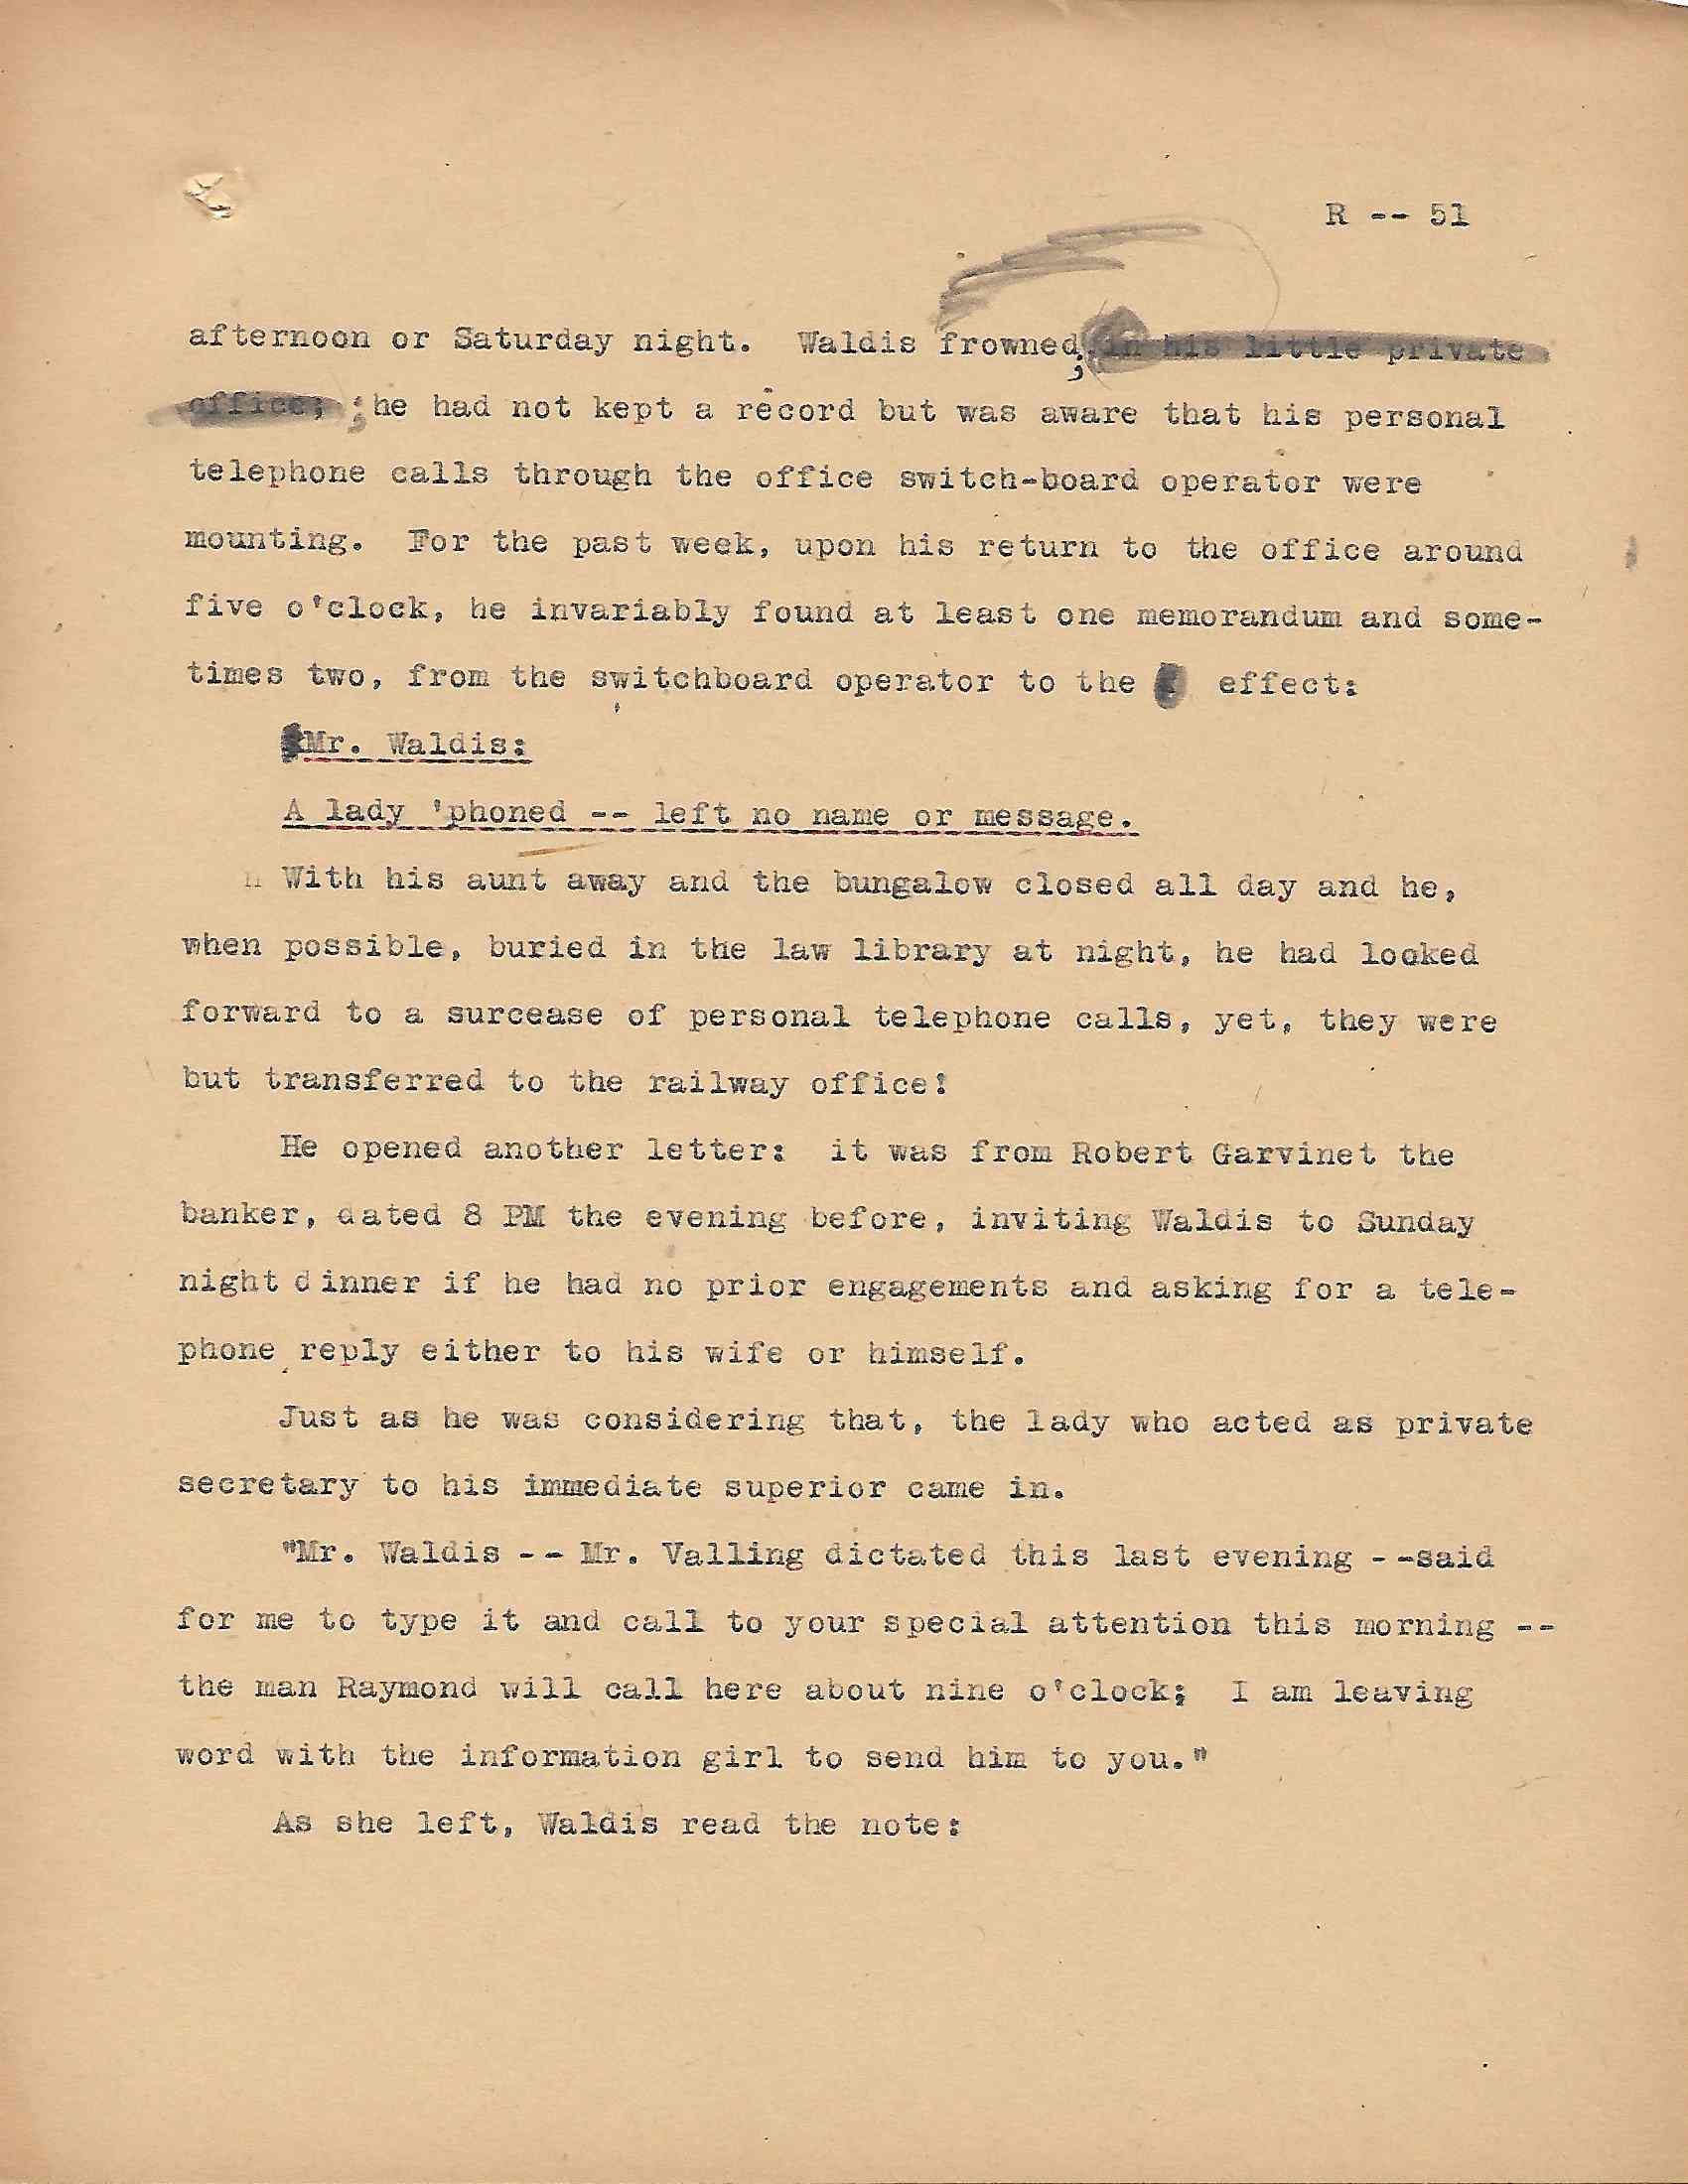 R -- 51
afternoon or Saturday night.  Waldis frowned; in his little private
office; ;he had not kept a record but was aware that his personal
telephone calls through the office switch-board operator were
mounting.  For the past week, upon his return to the office around
five o'clock, he invariably found at least one memorandum and some-
times two, from the switchboard operator to the effect:
Mr. Waldis:
A lady 'phoned -- left no name or message.
With his aunt away and the bungalow closed all day and he,
when possible, buried in the law library at night, he had looked
forward to a surcease of personal telephone calls, yet, they were
but transferred to the railway office!
He opened another letter:  it was from Robert Garvinet the
banker, dated 8 PM the evening before, inviting Waldis to Sunday
night dinner if he had no prior engagements and asking for a tele-
phone reply either to his wife or himself.
Just as he was considering that, the lady who acted as private
secretary to his immediate superior came in.
"Mr. Waldis -- Mr. Valling dictated this last evening --said
for me to type it and call to your special attention this morning --
the man Raymond will call here about nine o'clock;  I am leaving
word with the information girl to send him to you."
As she left, Waldis read the note: